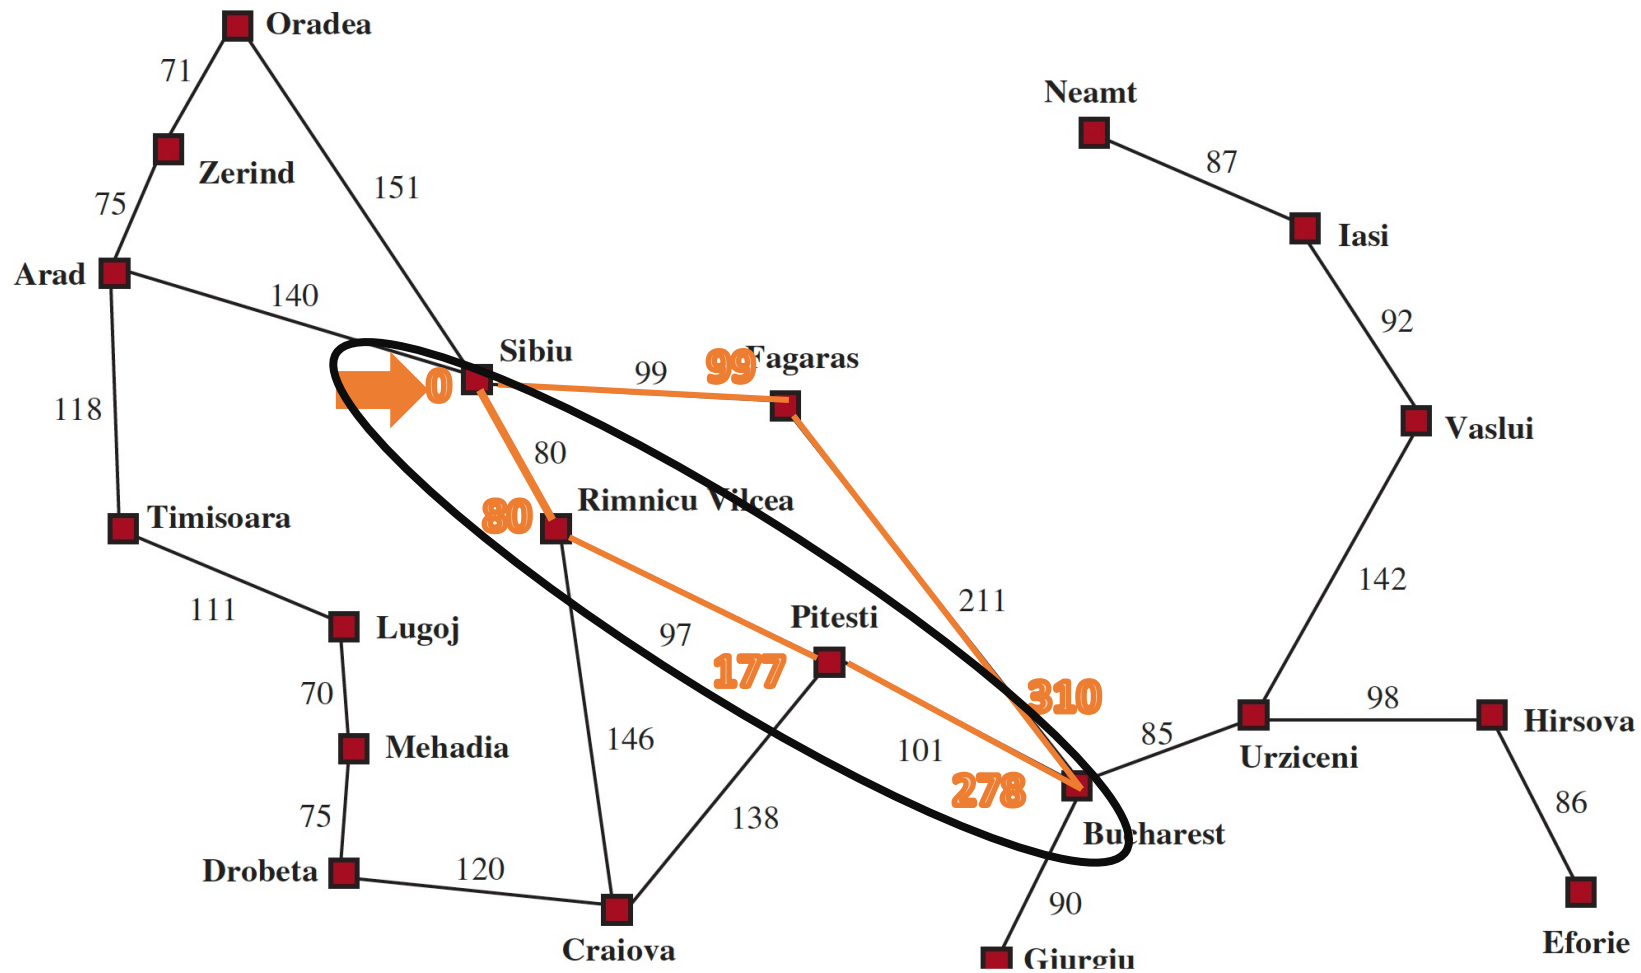 Oradea
71
Neamt
87
Zerind
151
75
Iasi
Arad
140
92
Sibiu
99
99
Fagaras
0
118
80
Vaslui
Rimnicu Vilcea
80
Timisoara
142
111
211
Pitesti
Lugoj
97
177
310
70
98
Hirsova
146
101
85
Mehadia
Urziceni
278
86
75
138
Bucharest
Drobeta
120
90
Eforie
Craiova
Giurgiu